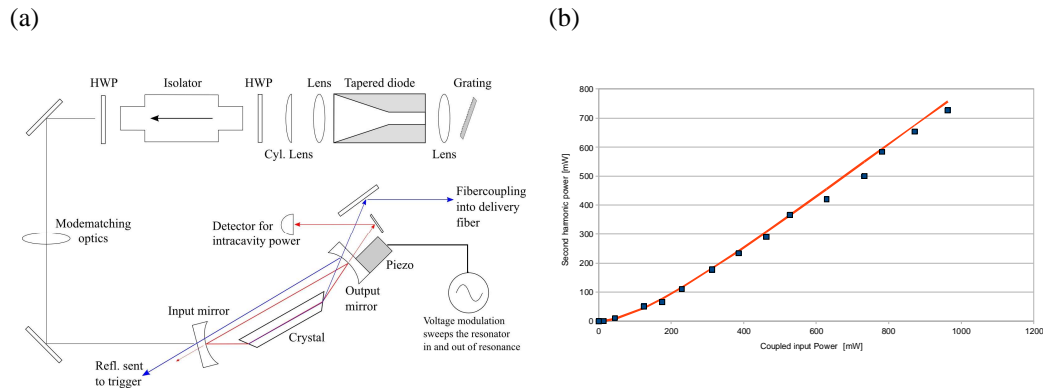 (a)
HWP
Isolator
HWP
Lens
Tapered diode
Grating
Cyl. Lens
Lens
Modematching
optics
Detector for
intracavity power
Fibercoupling
into delivery
fiber
Piezo
Output
mirror
Input mirror
Crystal
Voltage modulation
sweeps the resonator
in and out of resonance
Refl. sent
to trigger
(b)
Second harmonic power [mW]
800
700
600
500
400
300
200
100
0
0 200 400 600 800 1000 1200
Coupled input Power [mW]